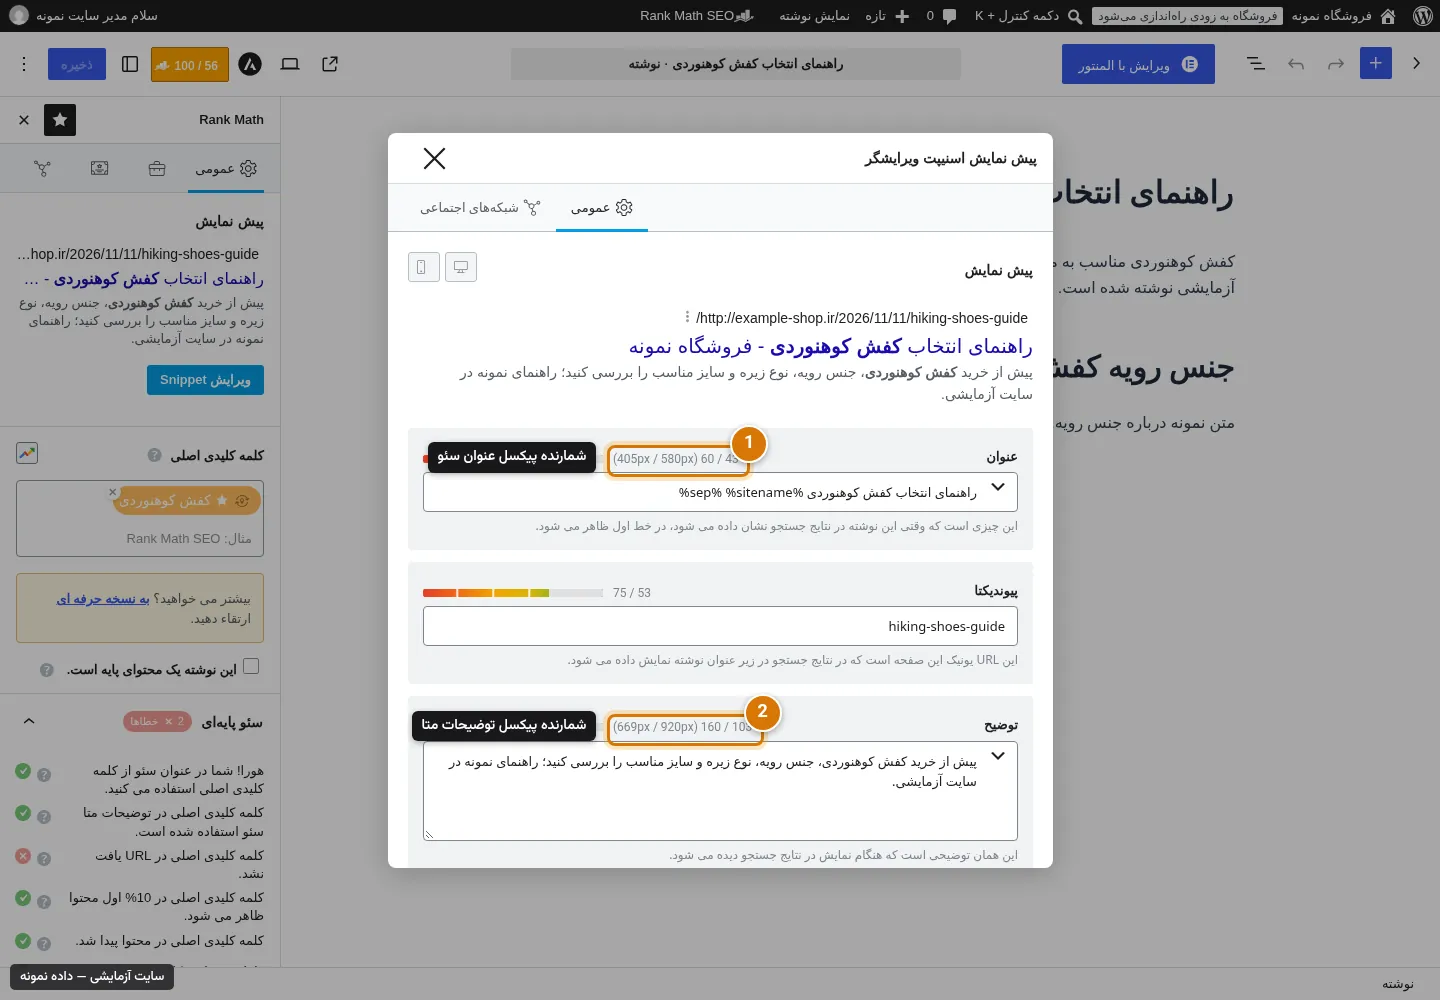 فروشگاه نمونه
فروشگاه به زودی راه‌اندازی می‌شود
دکمه کنترل + K
0
تازه
نمایش نوشته
Rank Math SEO
سلام مدیر سایت نمونه
ویرایش با المنتور
راهنمای انتخاب کفش کوهنوردی · نوشته
100 / 56
ذخیره
Rank Math
عمومی
پیش نمایش
…hop.ir/2026/11/11/hiking-shoes-guide
راهنمای انتخاب کفش کوهنوردی - …
پیش از خرید کفش کوهنوردی، جنس رویه، نوع
زیره و سایز مناسب را بررسی کنید؛ راهنمای
نمونه در سایت آزمایشی.
ویرایش Snippet
کلمه کلیدی اصلی
کفش کوهنوردی
مثال: Rank Math SEO
بیشتر می خواهید؟ به نسخه حرفه ای
ارتقاء دهید.
این نوشته یک محتوای پایه است.
سئو پایه‌ای
2 × خطاها
هورا! شما در عنوان سئو از کلمه
کلیدی اصلی استفاده می کنید.
کلمه کلیدی اصلی در توضیحات متا
سئو استفاده شده است.
کلمه کلیدی اصلی در URL یافت
نشد.
کلمه کلیدی اصلی در 10% اول محتوا
ظاهر می شود.
کلمه کلیدی اصلی در محتوا پیدا شد.
سایت آزمایشی — داده نمونه
راهنمای انتخاب
کفش کوهنوردی مناسب به
آزمایشی نوشته شده است.
جنس رویه کفش
متن نمونه درباره جنس رویه
نوشته
پیش نمایش اسنیپت ویرایشگر
عمومی
شبکه‌های اجتماعی
پیش نمایش
http://example-shop.ir/2026/11/11/hiking-shoes-guide/
راهنمای انتخاب کفش کوهنوردی - فروشگاه نمونه
پیش از خرید کفش کوهنوردی، جنس رویه، نوع زیره و سایز مناسب را بررسی کنید؛ راهنمای نمونه در
سایت آزمایشی.
عنوان
1
(405px / 580px) 60 /
شمارنده پیکسل عنوان سئو
راهنمای انتخاب کفش کوهنوردی %sep% %sitename%
این چیزی است که وقتی این نوشته در نتایج جستجو نشان داده می شود، در خط اول ظاهر می شود.
پیوندیکتا
75 / 53
hiking-shoes-guide
این URL یونیک این صفحه است که در نتایج جستجو در زیر عنوان نوشته نمایش داده می شود.
توضیح
2
(669px / 920px) 160 / 103
شمارنده پیکسل توضیحات متا
پیش از خرید کفش کوهنوردی، جنس رویه، نوع زیره و سایز مناسب را بررسی کنید؛ راهنمای نمونه در
سایت آزمایشی.
این همان توضیحی است که هنگام نمایش در نتایج جستجو دیده می شود.